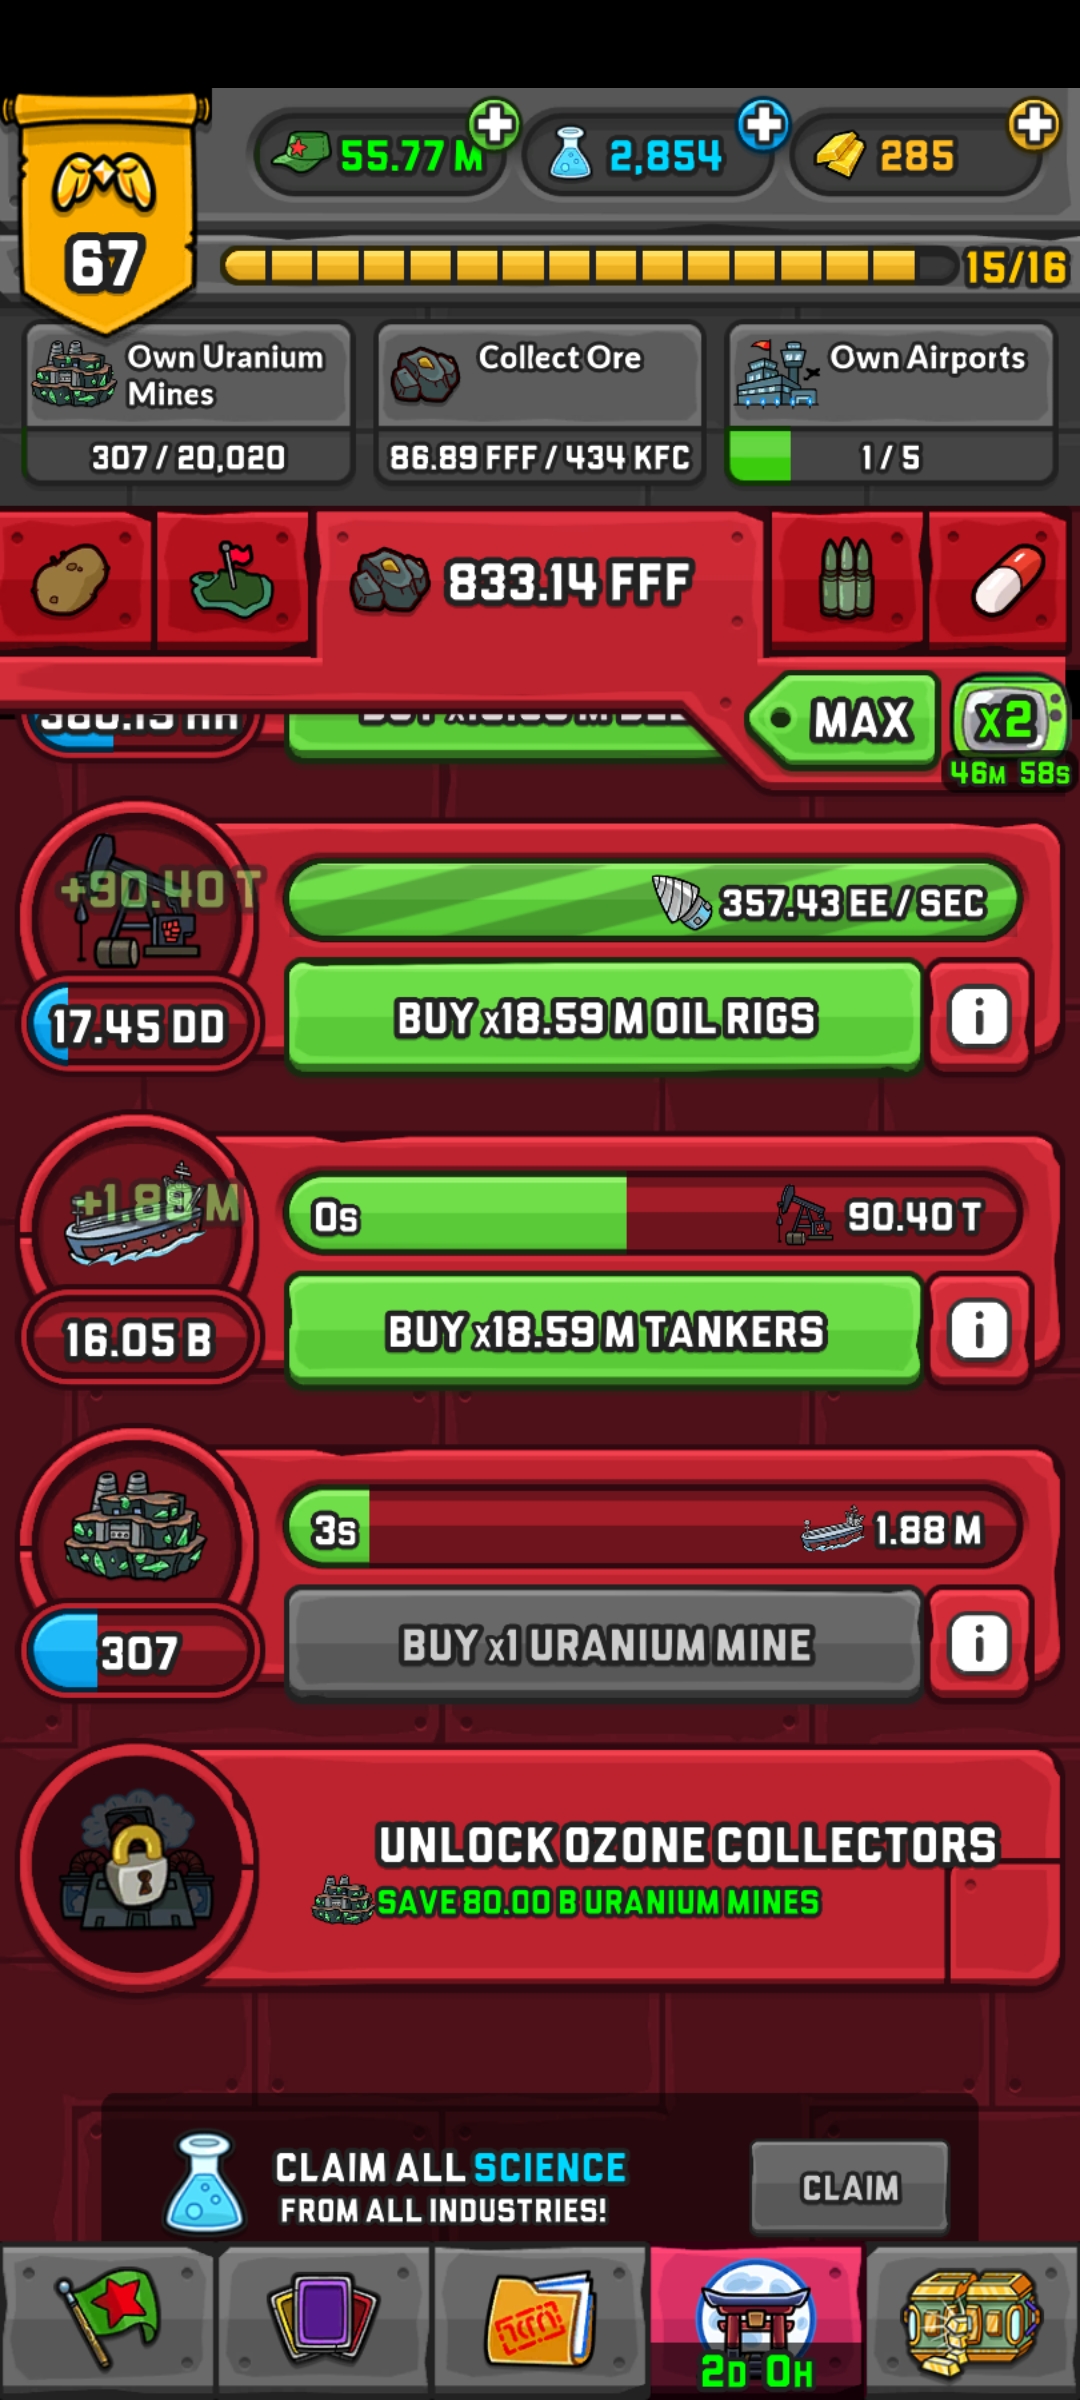 55.77 M
2,854
285
67
15/16
Own Uranium Mines
307 / 20,020
Collect Ore
86.89 FFF / 434 KFC
Own Airports
1 / 5
833.14 FFF
MAX
x2
46M 58S
+90.40 T
357.43 EE / SEC
17.45 DD
BUY x18.59 M OIL RIGS
i
+1.88 M
0s
90.40 T
16.05 B
BUY x18.59 M TANKERS
i
3s
1.88 M
307
BUY x1 URANIUM MINE
i
UNLOCK OZONE COLLECTORS
SAVE 80.00 B URANIUM MINES
CLAIM ALL SCIENCE
FROM ALL INDUSTRIES!
CLAIM
2D 0H